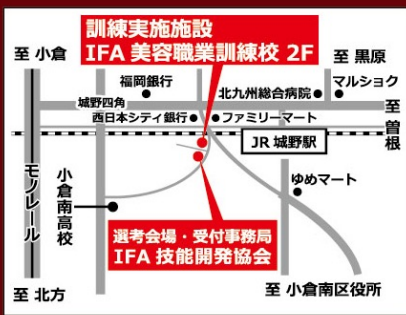 訓練実施施設
IFA 美容職業訓練校 2F
至 小倉
至 黒原
福岡銀行
北九州総合病院
マルショク
城野四角
至 曽根
西日本シティ銀行
ファミリーマート
JR 城野駅
モノレール
小倉南高校
ゆめマート
選考会場・受付事務局
IFA 技能開発協会
至 北方
至 小倉南区役所